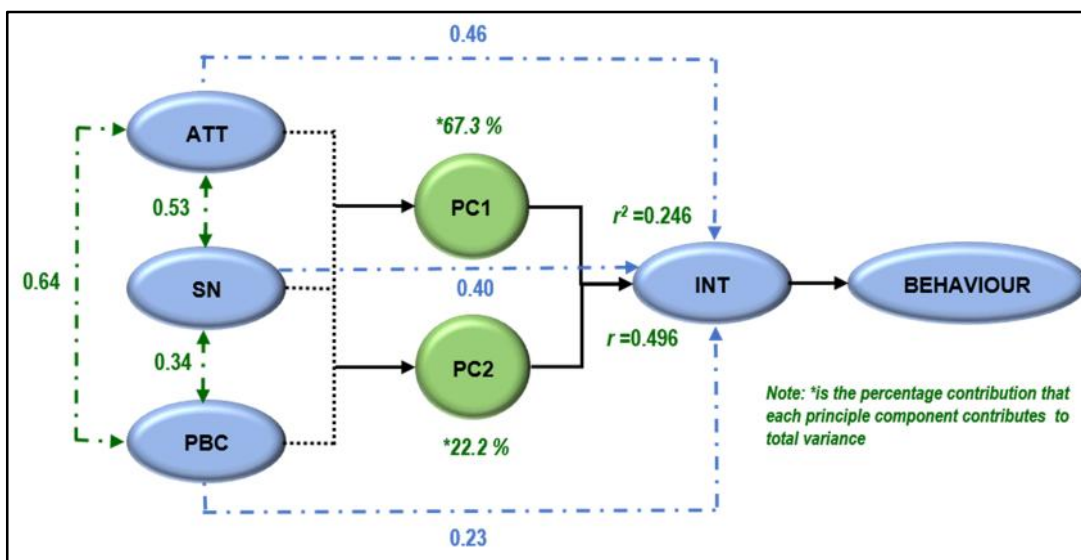 0.46
ATT
*67.3 %
PC1
0.53
r² =0.246
0.64
SN
0.40
INT
BEHAVIOUR
0.34
PC2
r=0.496
PBC
*22.2 %
Note: *is the percentage contribution that
each principle component contributes to
total variance
0.23